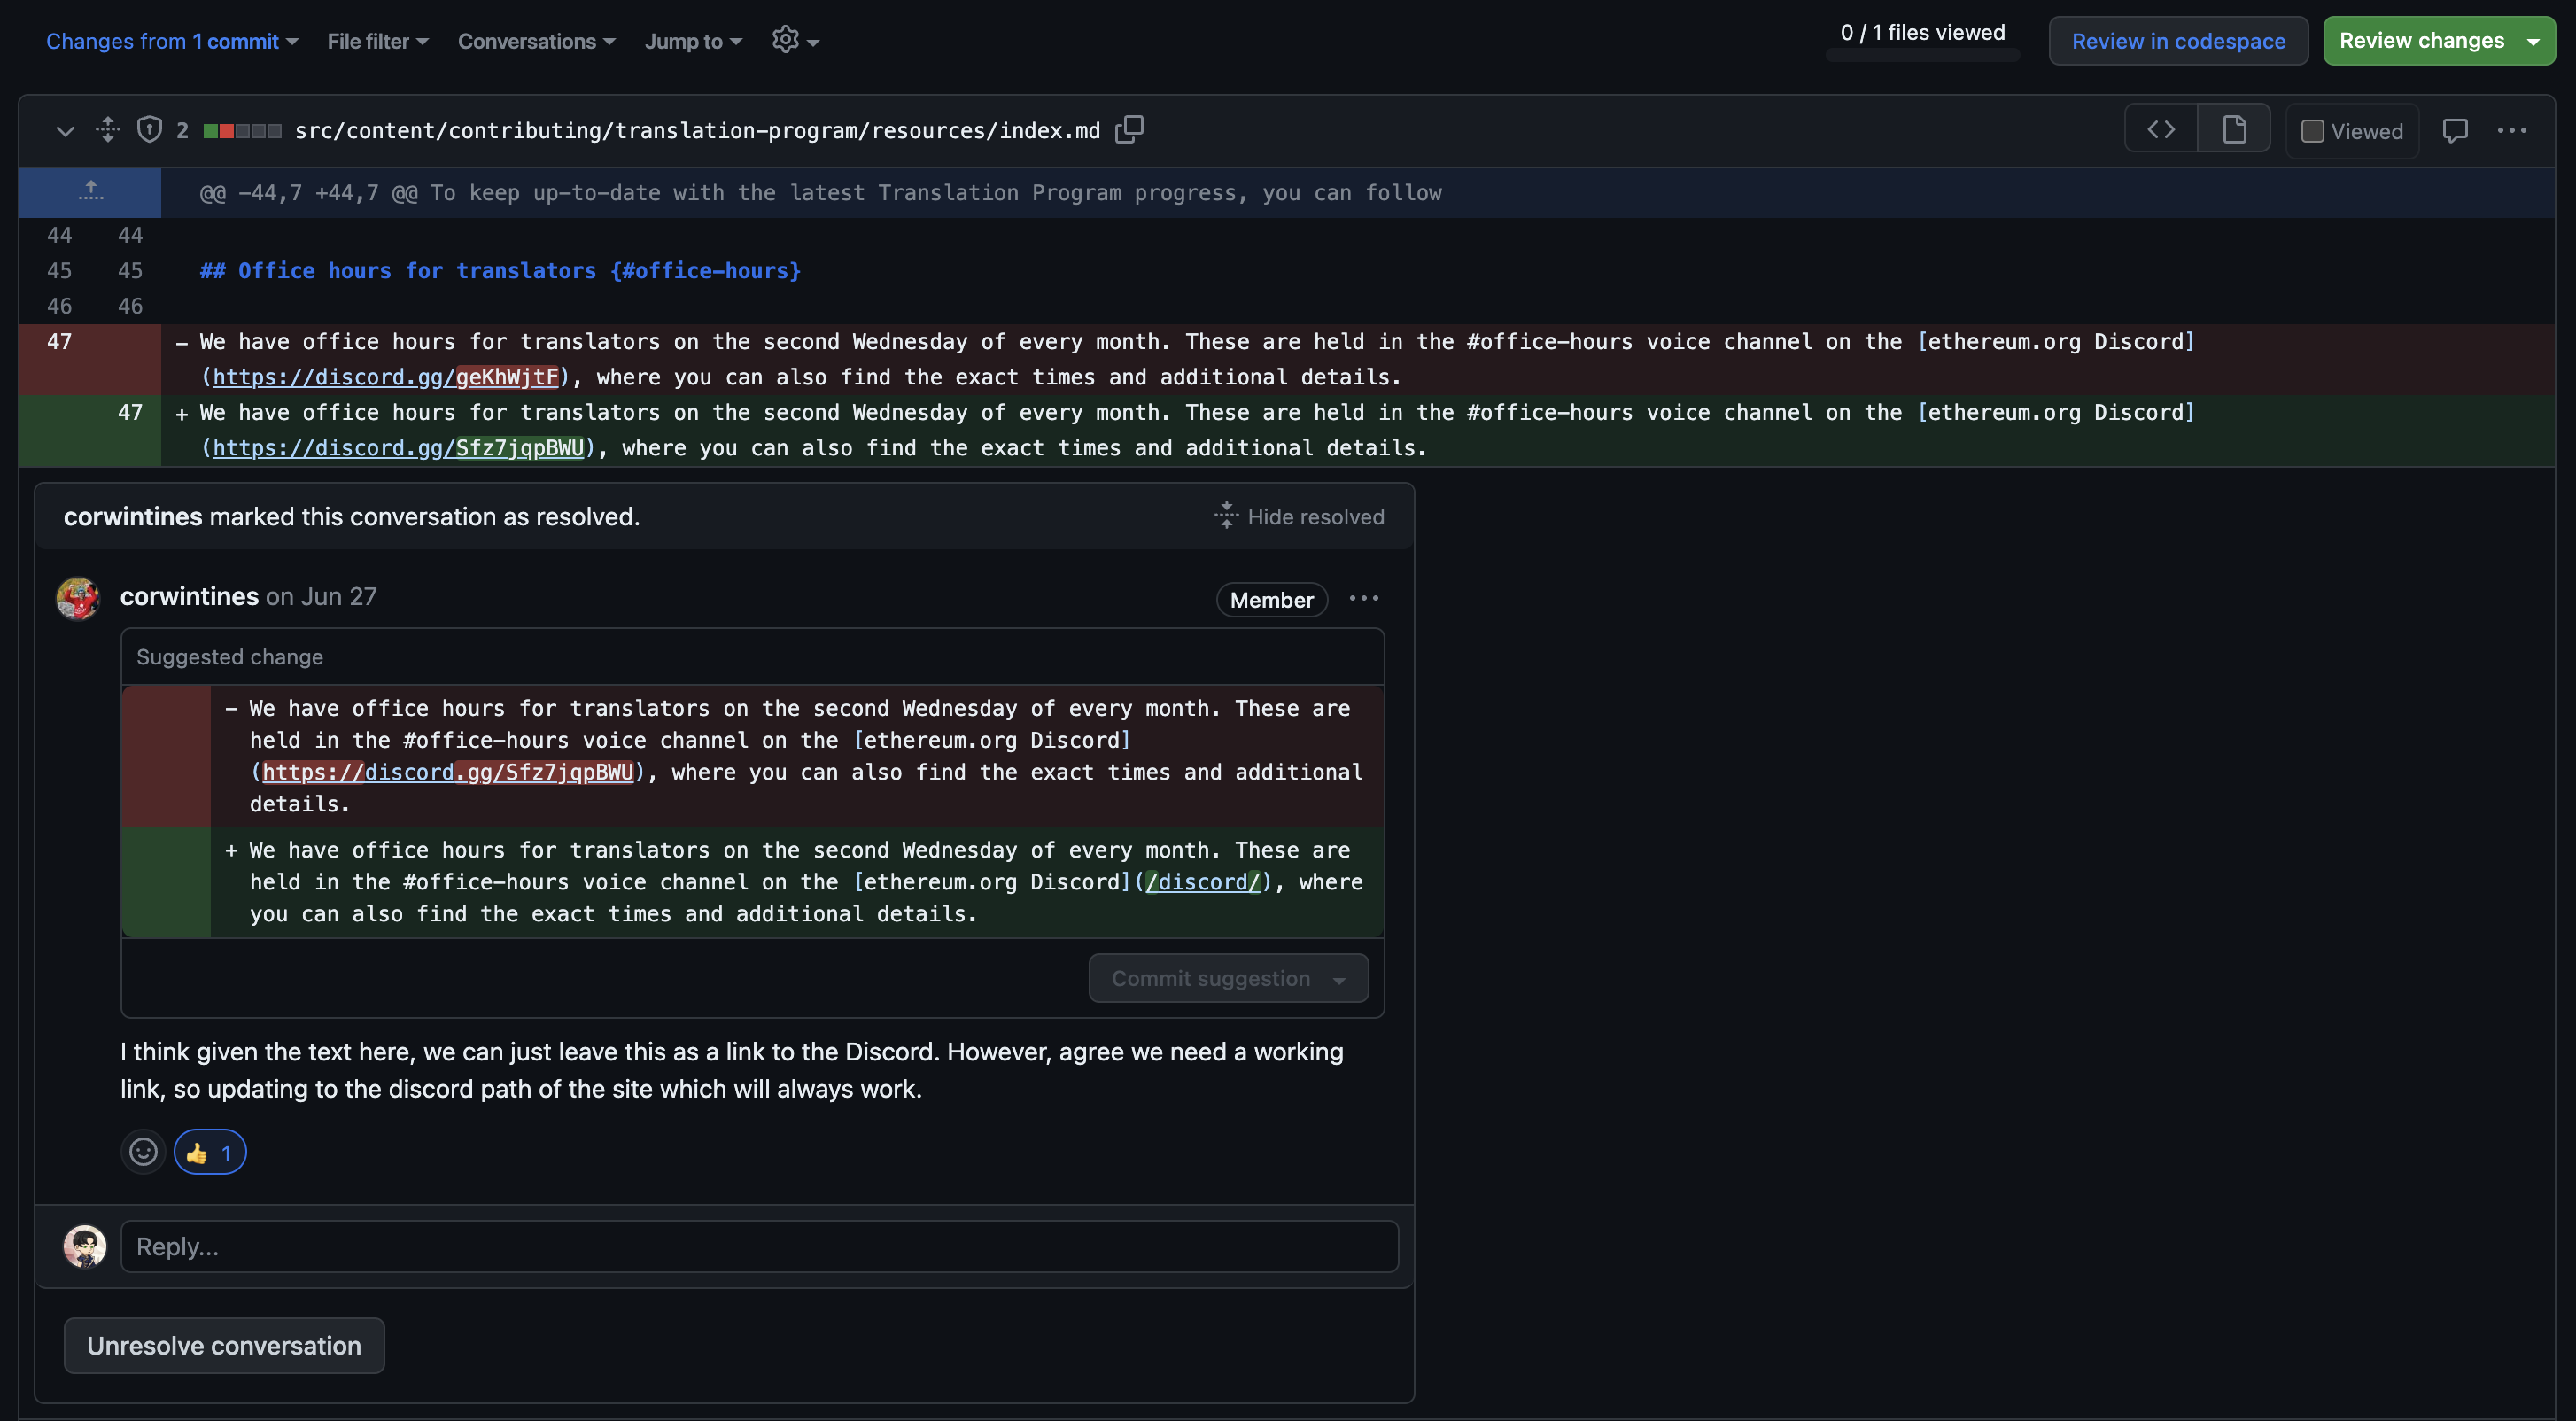 Changes from 1 commit File filter Conversations Jump to 0 / 1 files viewed Review in codespace Review changes
2 src/content/contributing/translation-program/resources/index.md Viewed
@@ -44,7 +44,7 @@ To keep up-to-date with the latest Translation Program progress, you can follow
44 44
45 45 ## Office hours for translators {#office-hours}
46 46
47 - We have office hours for translators on the second Wednesday of every month. These are held in the #office-hours voice channel on the [ethereum.org Discord]
(https://discord.gg/geKhWjtF), where you can also find the exact times and additional details.
47 + We have office hours for translators on the second Wednesday of every month. These are held in the #office-hours voice channel on the [ethereum.org Discord]
(https://discord.gg/Sfz7jqpBWU), where you can also find the exact times and additional details.
corwintines marked this conversation as resolved. Hide resolved
corwintines on Jun 27 Member
Suggested change
- We have office hours for translators on the second Wednesday of every month. These are
held in the #office-hours voice channel on the [ethereum.org Discord]
(https://discord.gg/Sfz7jqpBWU), where you can also find the exact times and additional
details.
+ We have office hours for translators on the second Wednesday of every month. These are
held in the #office-hours voice channel on the [ethereum.org Discord](/discord/), where
you can also find the exact times and additional details.
Commit suggestion
I think given the text here, we can just leave this as a link to the Discord. However, agree we need a working
link, so updating to the discord path of the site which will always work.
👍 1
Reply...
Unresolve conversation